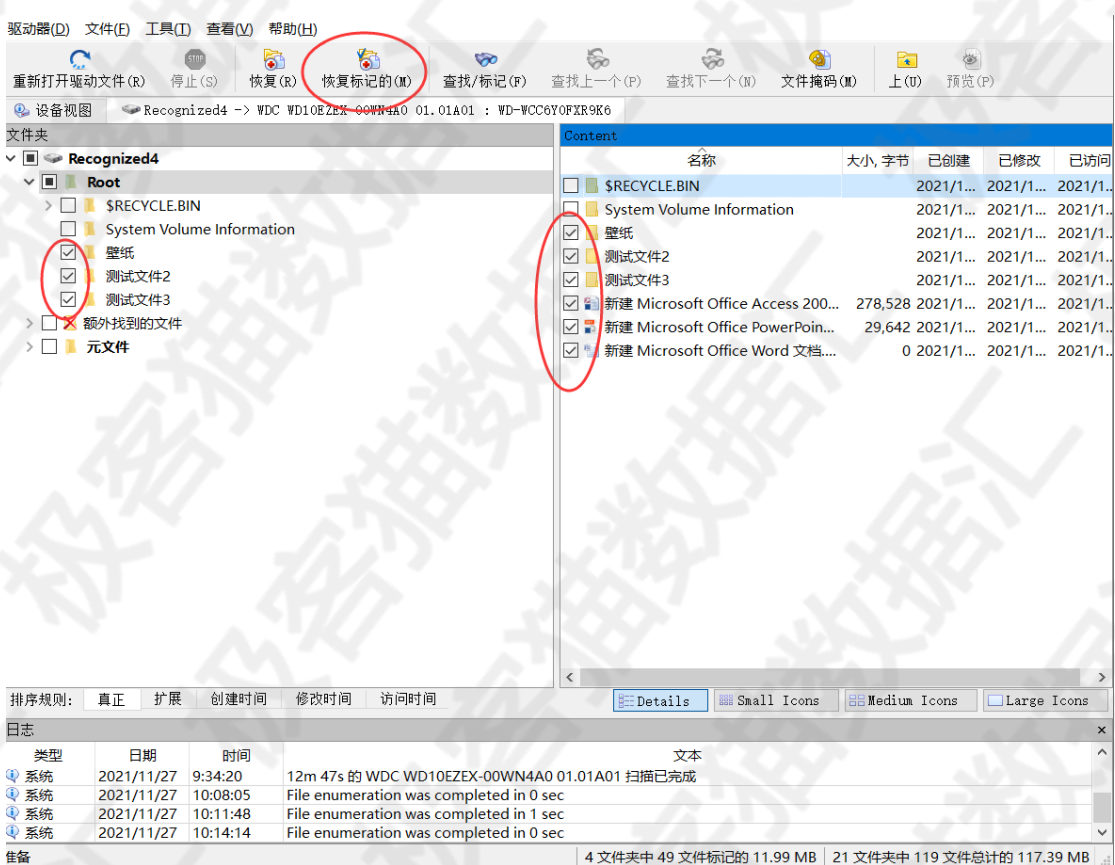 驱动器(D) 文件(F) 工具(T) 查看(V) 帮助(H)
重新打开驱动文件(R) 停止(S) 恢复(R) 恢复标记的(M) 查找/标记(F) 查找上一个(P) 查找下一个(N) 文件掩码(M) 上(U) 预览(P)
设备视图 Recognized4 -> WDC WD10EZEX-00WN4A0 01.01A01 : WD-WCC6Y0FXR9K6
文件夹 Content
Recognized4 名称 大小, 字节 已创建 已修改 已访问
Root $RECYCLE.BIN 2021/1... 2021/1... 2021/1..
$RECYCLE.BIN System Volume Information 2021/1... 2021/1... 2021/1..
System Volume Information 壁纸 2021/1... 2021/1... 2021/1..
壁纸 测试文件2 2021/1... 2021/1... 2021/1..
测试文件2 测试文件3 2021/1... 2021/1... 2021/1..
测试文件3 新建 Microsoft Office Access 200... 278,528 2021/1... 2021/1... 2021/1..
额外找到的文件 新建 Microsoft Office PowerPoin... 29,642 2021/1... 2021/1... 2021/1..
元文件 新建 Microsoft Office Word 文档.... 0 2021/1... 2021/1... 2021/1..
极客猫数据汇
排序规则: 真正 扩展 创建时间 修改时间 访问时间 Details Small Icons Medium Icons Large Icons
日志
类型 日期 时间 文本
系统 2021/11/27 9:34:20 12m 47s 的 WDC WD10EZEX-00WN4A0 01.01A01 扫描已完成
系统 2021/11/27 10:08:05 File enumeration was completed in 0 sec
系统 2021/11/27 10:11:48 File enumeration was completed in 1 sec
系统 2021/11/27 10:14:14 File enumeration was completed in 0 sec
准备 4 文件夹中 49 文件标记的 11.99 MB 21 文件夹中 119 文件总计的 117.39 MB